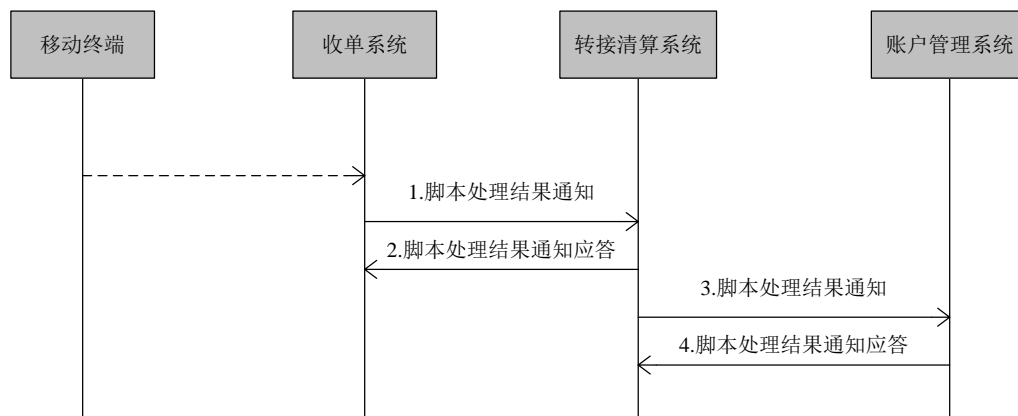 移动终端
收单系统
转接清算系统
账户管理系统
1.脚本处理结果通知
2.脚本处理结果通知应答
3.脚本处理结果通知
4.脚本处理结果通知应答